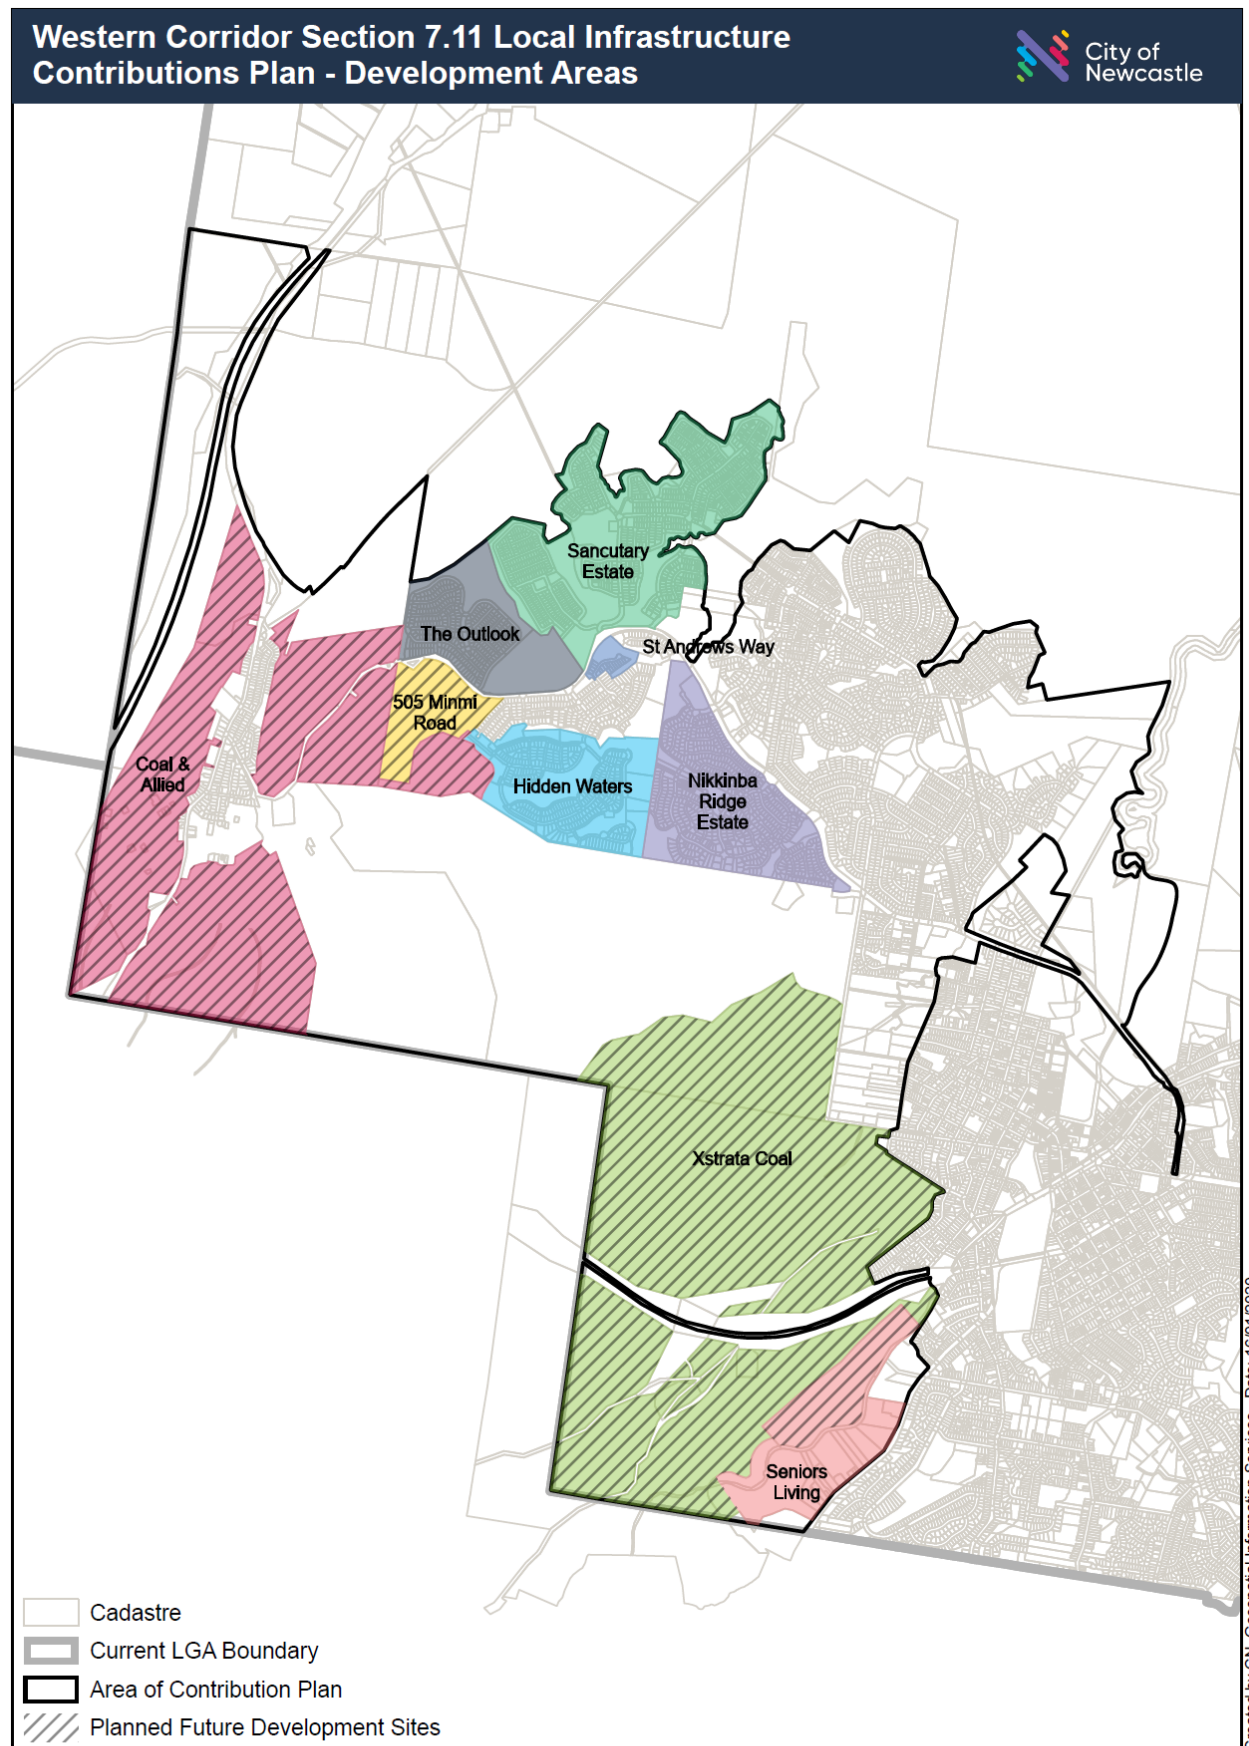 Western Corridor Section 7.11 Local Infrastructure
Contributions Plan - Development Areas
City of
Newcastle
Sancutary
Estate
The Outlook
St Andrews Way
505 Minmi
Road
Coal &
Allied
Hidden Waters
Nikkinba
Ridge
Estate
Xstrata Coal
Seniors
Living
Cadastre
Current LGA Boundary
Area of Contribution Plan
Planned Future Development Sites